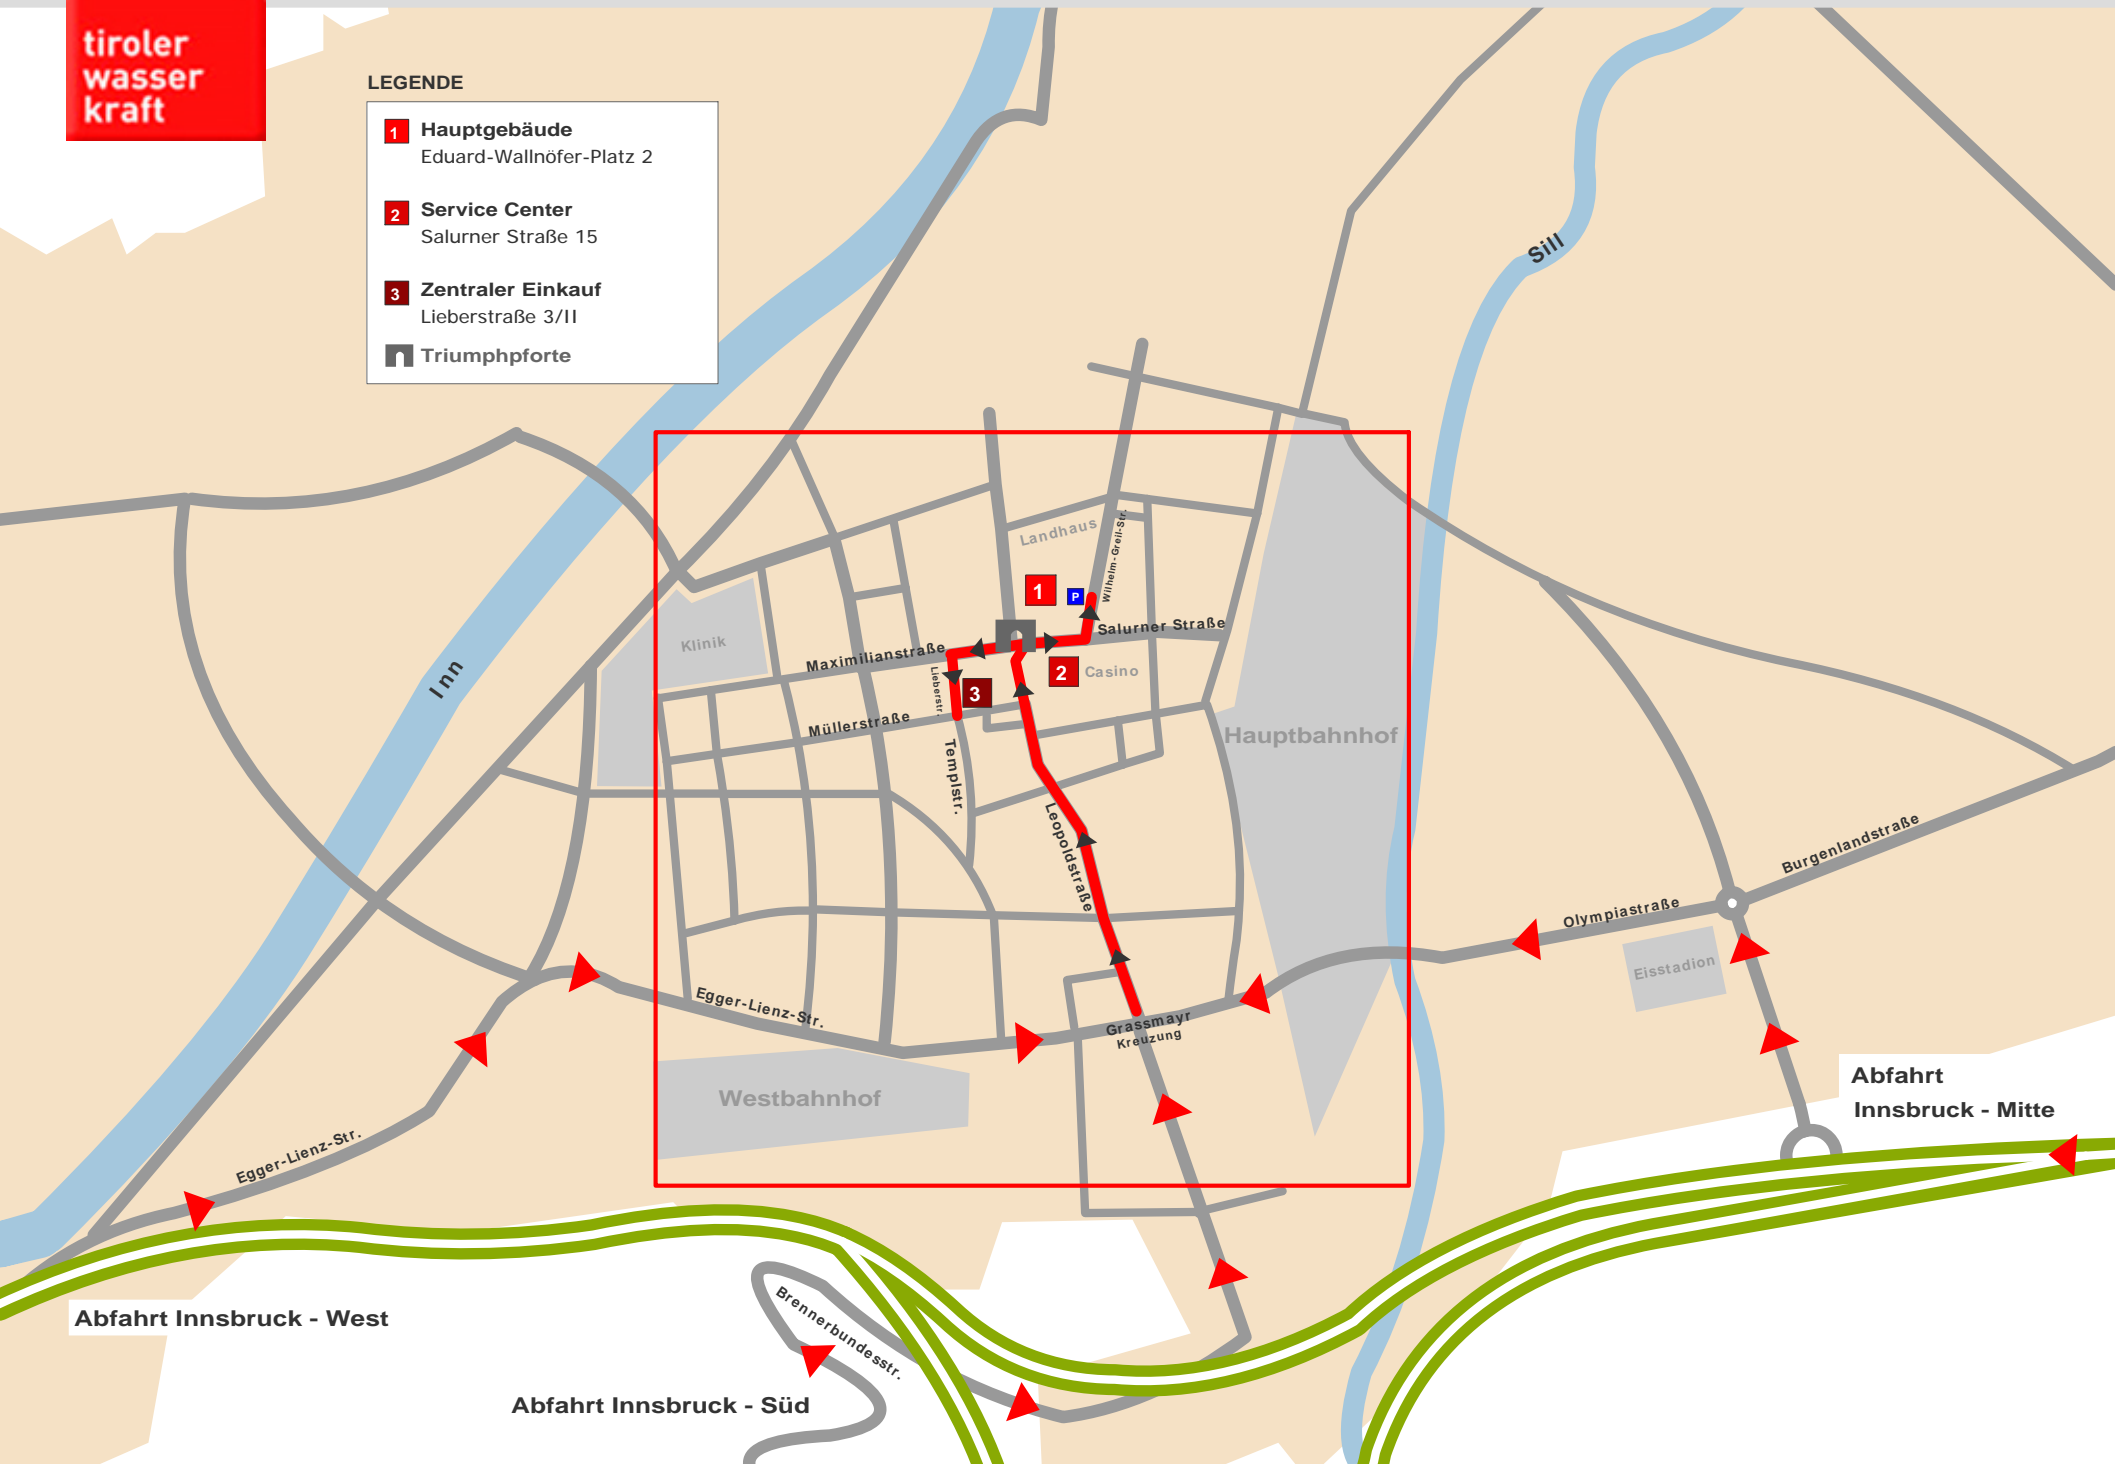 tiroler
wasser
kraft
LEGENDE
1 Hauptgebäude
Eduard-Wallnöfer-Platz 2
2 Service Center
Salurner Straße 15
3 Zentraler Einkauf
Lieberstraße 3/II
Triumphpforte
Sill
Inn
Landhaus
Wilhelm-Greil-Str.
1
P
Salurner Straße
Klinik
Maximilianstraße
2
Casino
Lieberstr.
3
Müllerstraße
Hauptbahnhof
Templstr.
Leopoldstraße
Burgenlandstraße
Olympiastraße
Eisstadion
Egger-Lienz-Str.
Grassmayr
Kreuzung
Westbahnhof
Abfahrt
Innsbruck - Mitte
Egger-Lienz-Str.
Abfahrt Innsbruck - West
Brennerbundesstr.
Abfahrt Innsbruck - Süd